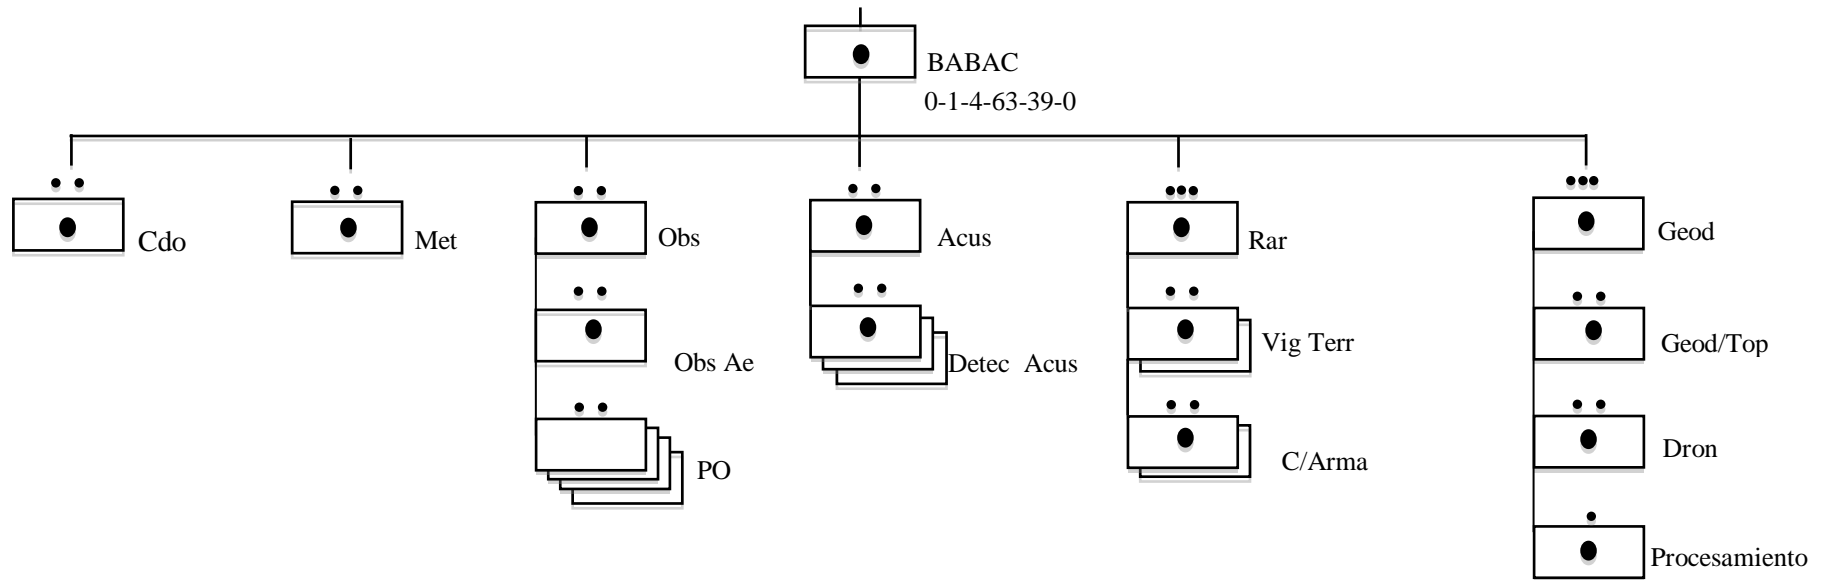 BABAC
0-1-4-63-39-0
Cdo
Met
Obs
Acus
Rar
Geod
Obs Ae
Detec Acus
Vig Terr
Geod/Top
PO
C/Arma
Dron
Procesamiento